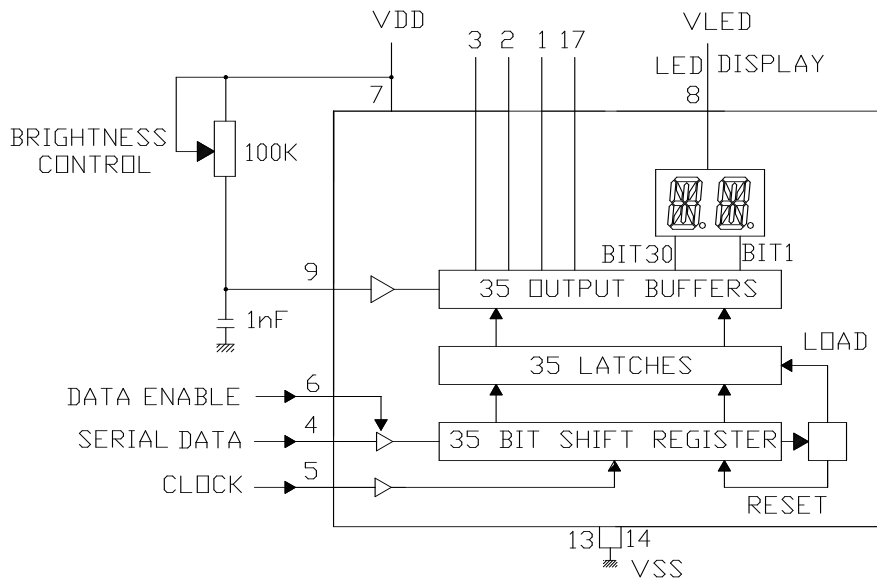 VDD
VLED
3 2 1 17
LED DISPLAY
7
8
BRIGHTNESS
CONTROL
100K
BIT30
BIT1
9
35 OUTPUT BUFFERS
1nF
LOAD
35 LATCHES
6
DATA ENABLE
4
SERIAL DATA
35 BIT SHIFT REGISTER
5
CLOCK
RESET
13 14
VSS